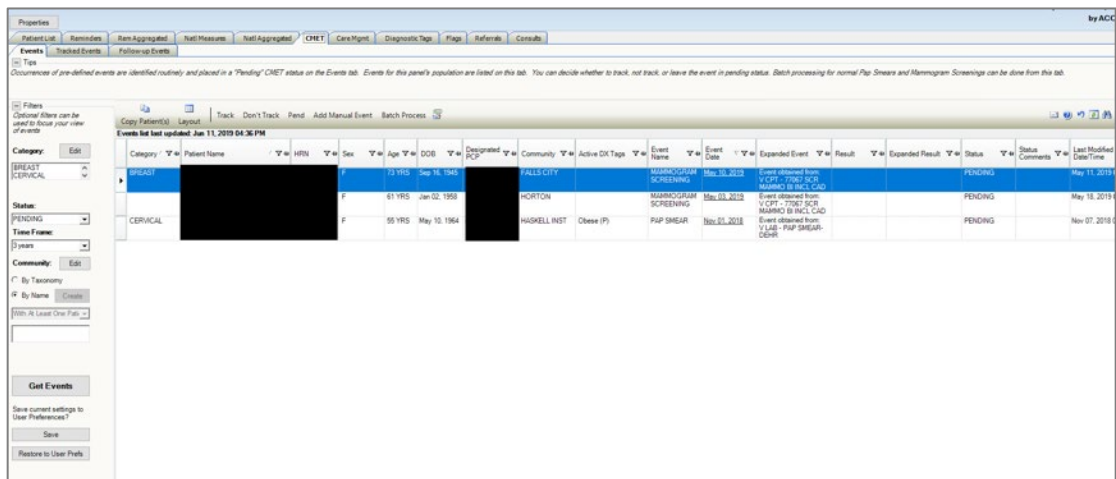 by ACC
Properties
Patient List Reminders Rem Aggregated Natl Measures Natl Aggregated CMET Care Mgmt Diagnostic Tags Flags Referrals Consults
Events Tracked Events Follow-up Events
Tips
Occurrences of pre-defined events are identified routinely and placed in a "Pending" CMET status on the Events tab. Events for this panel's population are listed on this tab. You can decide whether to track, not track, or leave the event in pending status. Batch processing for normal Pap Smears and Mammogram Screenings can be done from this tab.
Filters
Optional filters can be
used to focus your view
of events
Category: Edit
BREAST
CERVICAL
Status:
PENDING
Time Frame:
3 years
Community: Edit
By Taxonomy
By Name Create
With At Least One Pati
Get Events
Save current settings to
User Preferences?
Save
Restore to User Prefs
Copy Patient(s) Layout Track Don't Track Pend Add Manual Event Batch Process
Events list last updated: Jun 11, 2019 04:36 PM
Category Patient Name HRN Sex Age DOB Designated PCP Community Active DX Tags Event Name Event Date Expanded Event Result Expanded Result Status Status Comments Last Modified Date/Time
BREAST F 73 YRS Sep 16, 1945 FALLS CITY MAMMOGRAM SCREENING May 10, 2019 Event obtained from: V CPT - 77067 SCR MAMMO BI INCL CAD PENDING May 11, 2019
F 61 YRS Jan 02, 1958 HORTON MAMMOGRAM SCREENING May 03, 2019 Event obtained from: V CPT - 77067 SCR MAMMO BI INCL CAD PENDING May 18, 2019
CERVICAL F 55 YRS May 10, 1964 HASKELL INST Obese (P) PAP SMEAR Nov 01, 2018 Event obtained from: V LAB - PAP SMEAR-DEHR PENDING Nov 07, 2018